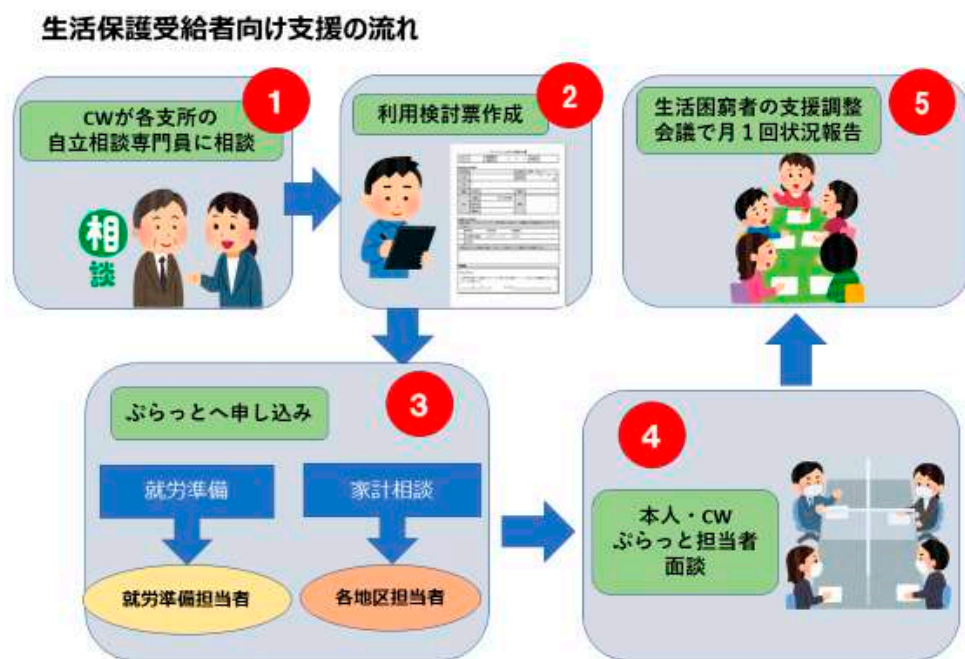 生活保護受給者向け支援の流れ
1
CWが各支所の
自立相談専門員に相談
相
談
2
利用検討票作成
3
ぷらっとへ申し込み
就労準備
家計相談
就労準備担当者
各地区担当者
4
本人・CW
ぷらっと担当者
面談
5
生活困窮者の支援調整
会議で月1回状況報告